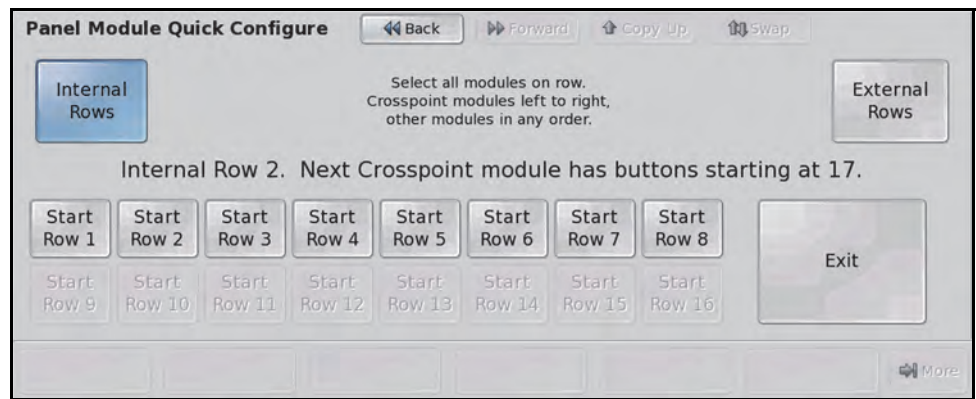 Panel Module Quick Configure Back Forward Copy Up Swap
Internal
Rows
Select all modules on row.
Crosspoint modules left to right,
other modules in any order.
External
Rows
Internal Row 2. Next Crosspoint module has buttons starting at 17.
Start Row 1
Start Row 2
Start Row 3
Start Row 4
Start Row 5
Start Row 6
Start Row 7
Start Row 8
Exit
Start Row 9
Start Row 10
Start Row 11
Start Row 12
Start Row 13
Start Row 14
Start Row 15
Start Row 16
More